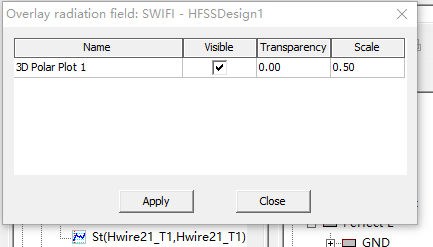 Overlay radiation field: SWIFI - HFSSDesign1
Name Visible Transparency Scale
3D Polar Plot 1 0.00 0.50
Apply Close
St(Hwire21_T1,Hwire21_T1)
GND